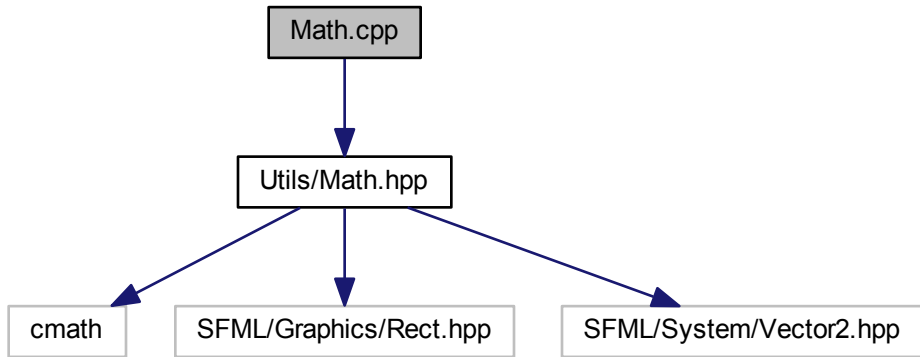 Math.cpp
Utils/Math.hpp
cmath
SFML/Graphics/Rect.hpp
SFML/System/Vector2.hpp